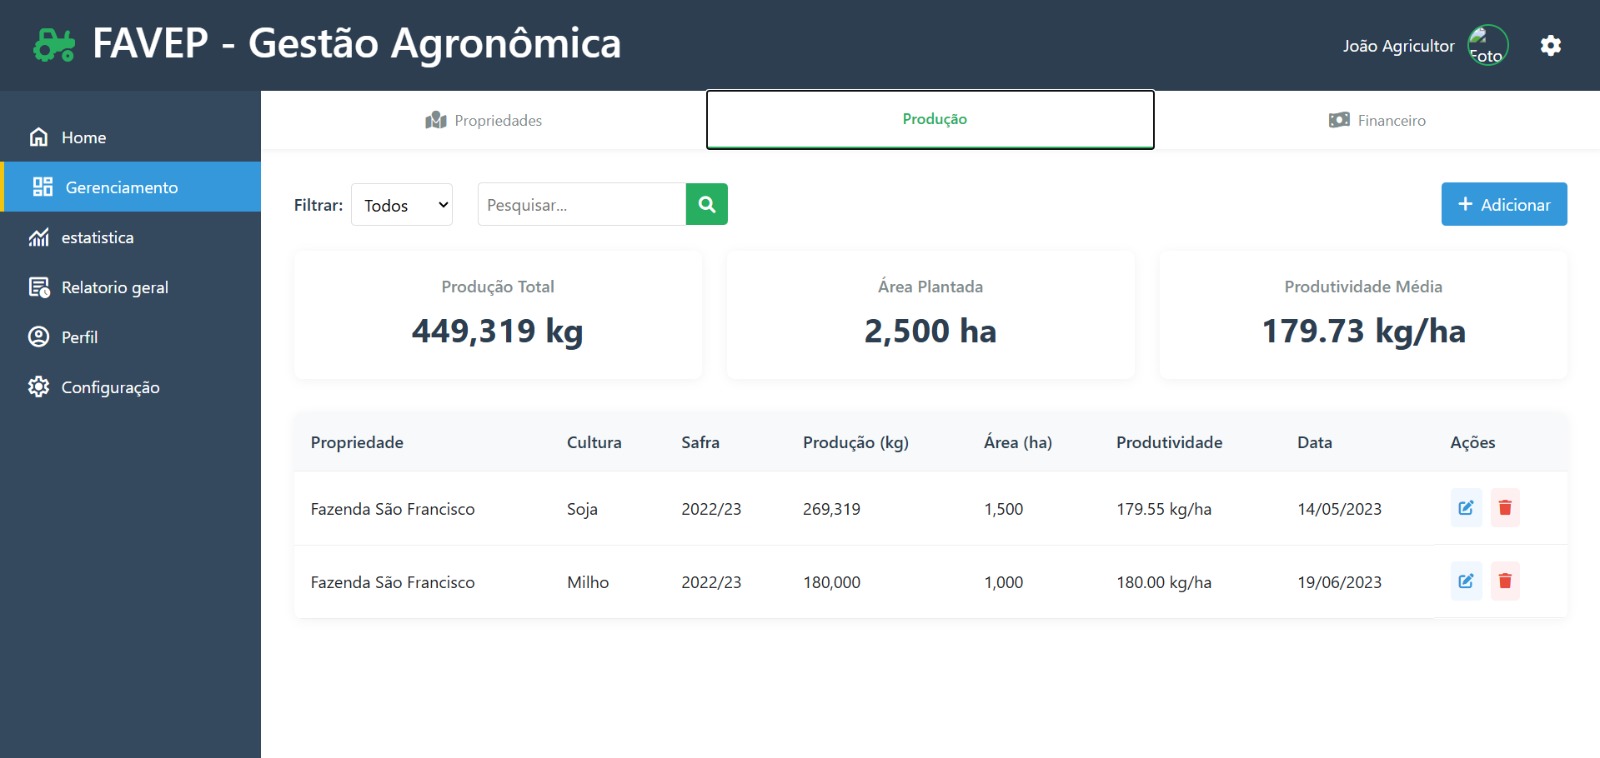 FAVEP - Gestão Agronômica
João Agricultor
Foto
Home
Gerenciamento
estatistica
Relatorio geral
Perfil
Configuração
Propriedades
Produção
Financeiro
Filtrar: Todos Pesquisar... + Adicionar
Produção Total
449,319 kg
Área Plantada
2,500 ha
Produtividade Média
179.73 kg/ha
Propriedade Cultura Safra Produção (kg) Área (ha) Produtividade Data Ações
Fazenda São Francisco Soja 2022/23 269,319 1,500 179.55 kg/ha 14/05/2023
Fazenda São Francisco Milho 2022/23 180,000 1,000 180.00 kg/ha 19/06/2023